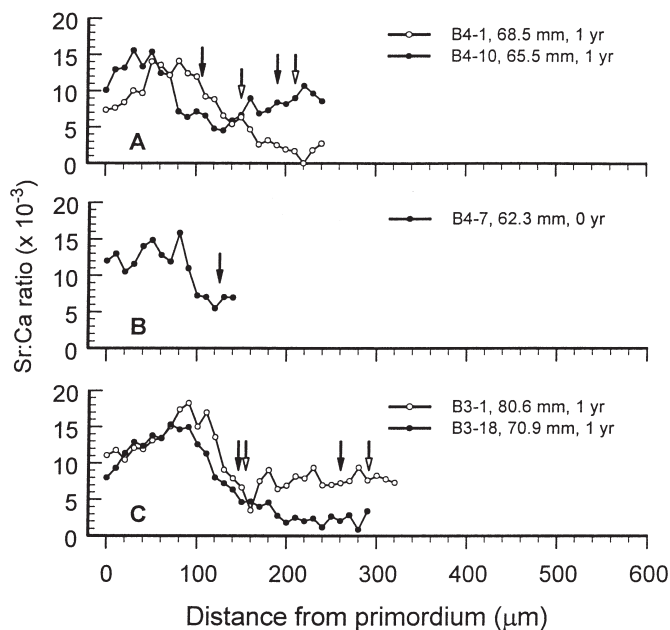 20
15
10
5
0
A
B4-1, 68.5 mm, 1 yr
B4-10, 65.5 mm, 1 yr
Sr:Ca ratio (x 10⁻³)
20
15
10
5
0
B
B4-7, 62.3 mm, 0 yr
20
15
10
5
0
C
B3-1, 80.6 mm, 1 yr
B3-18, 70.9 mm, 1 yr
0 100 200 300 400 500 600
Distance from primordium (µm)